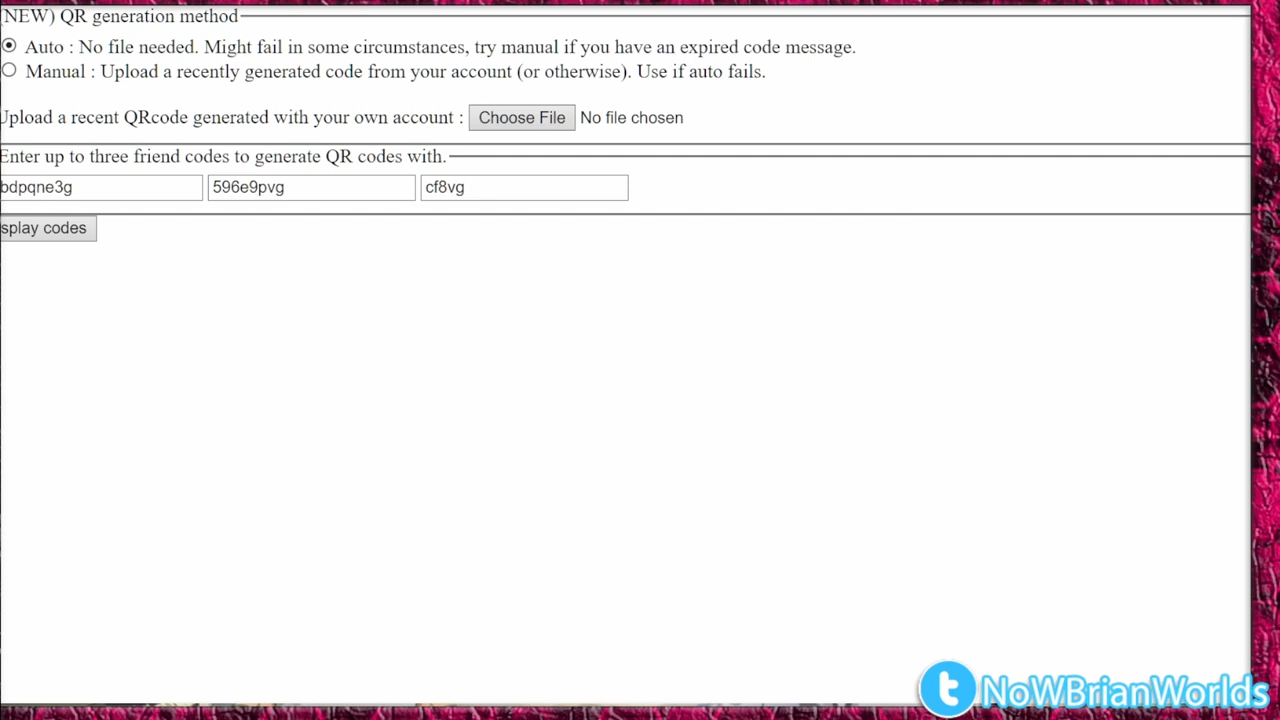 (NEW) QR generation method
Auto : No file needed. Might fail in some circumstances, try manual if you have an expired code message.
Manual : Upload a recently generated code from your account (or otherwise). Use if auto fails.
Upload a recent QRcode generated with your own account : Choose File No file chosen
Enter up to three friend codes to generate QR codes with.
bdpqne3g 596e9pvg cf8vg
splay codes
NoWBrianWorlds